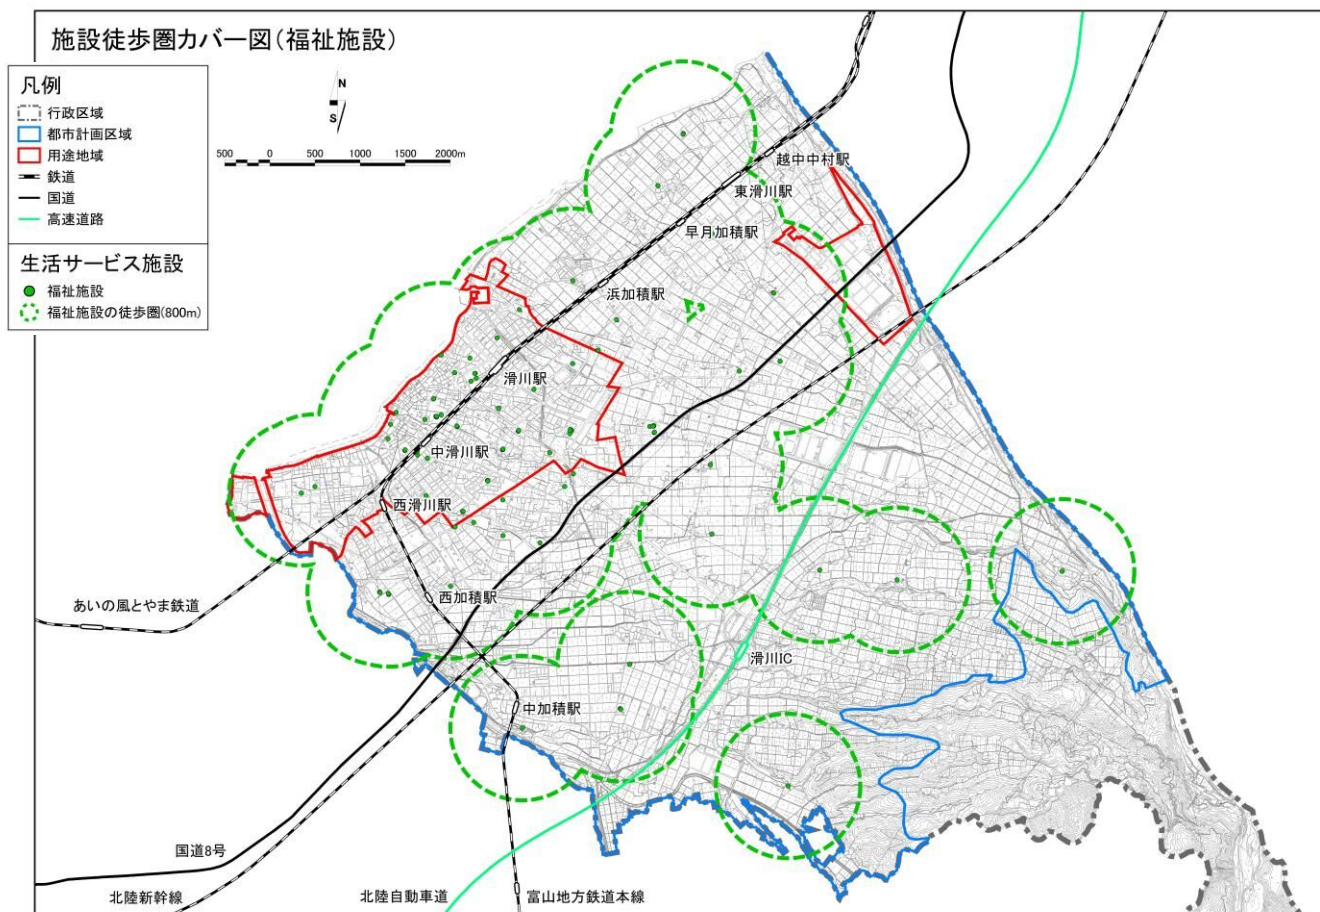 施設徒歩圏カバー図(福祉施設)
凡例
行政区域
都市計画区域
用途地域
鉄道
国道
高速道路
生活サービス施設
福祉施設
福祉施設の徒歩圏(800m)
N
S
500 0 500 1000 1500 2000m
越中中村駅
東滑川駅
早月加積駅
浜加積駅
滑川駅
中滑川駅
西滑川駅
西加積駅
あいの風とやま鉄道
滑川IC
中加積駅
国道8号
北陸新幹線
北陸自動車道
富山地方鉄道本線